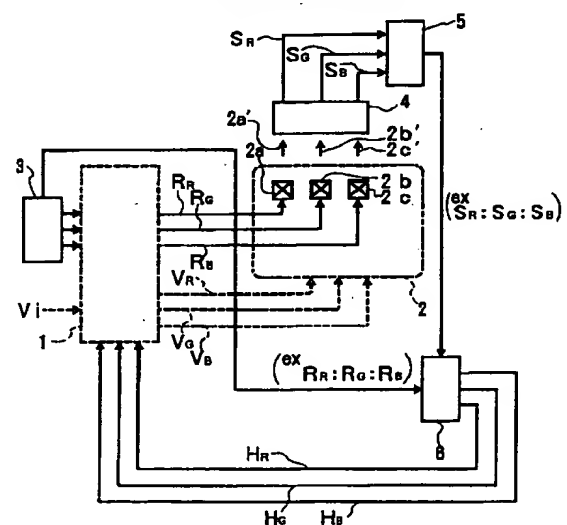 SR
SG
SB
5
4
2a'
2b'
2c'
2a
2b
2c
3
RR
RG
RB
(ex SR:SG:SB)
VR
2
Vi
1
VG
VB
(ex RR:RG:RB)
6
HR
HG
HB